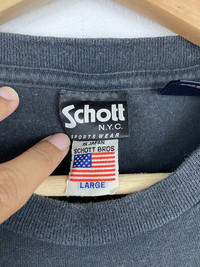 Schott
N.Y.C.
SPORTS WEAR
IN JAPAN
SCHOTT BROS
LARGE